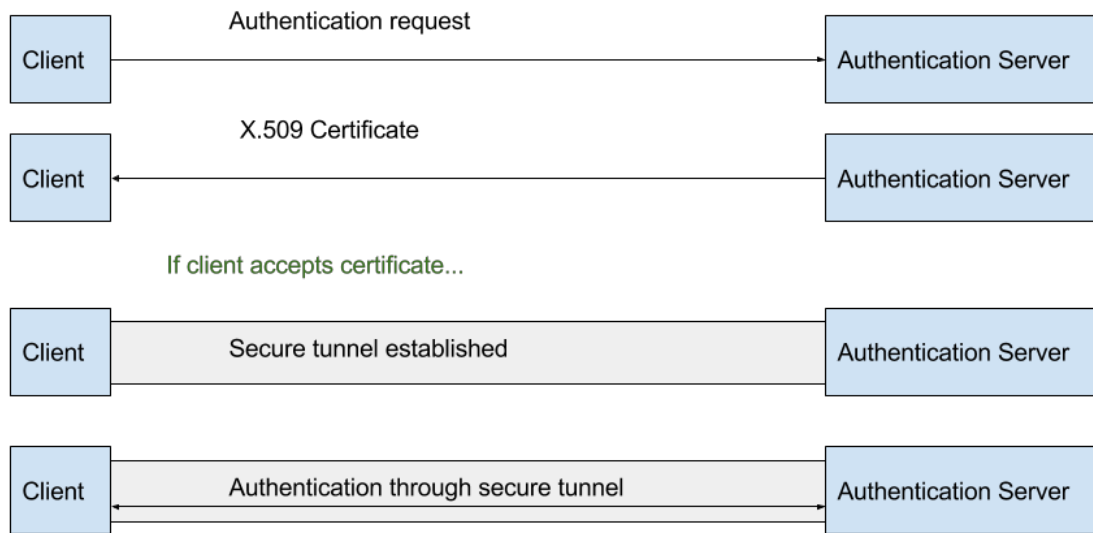 Authentication request
Client
Authentication Server
X.509 Certificate
Client
Authentication Server
If client accepts certificate...
Client
Secure tunnel established
Authentication Server
Client
Authentication through secure tunnel
Authentication Server